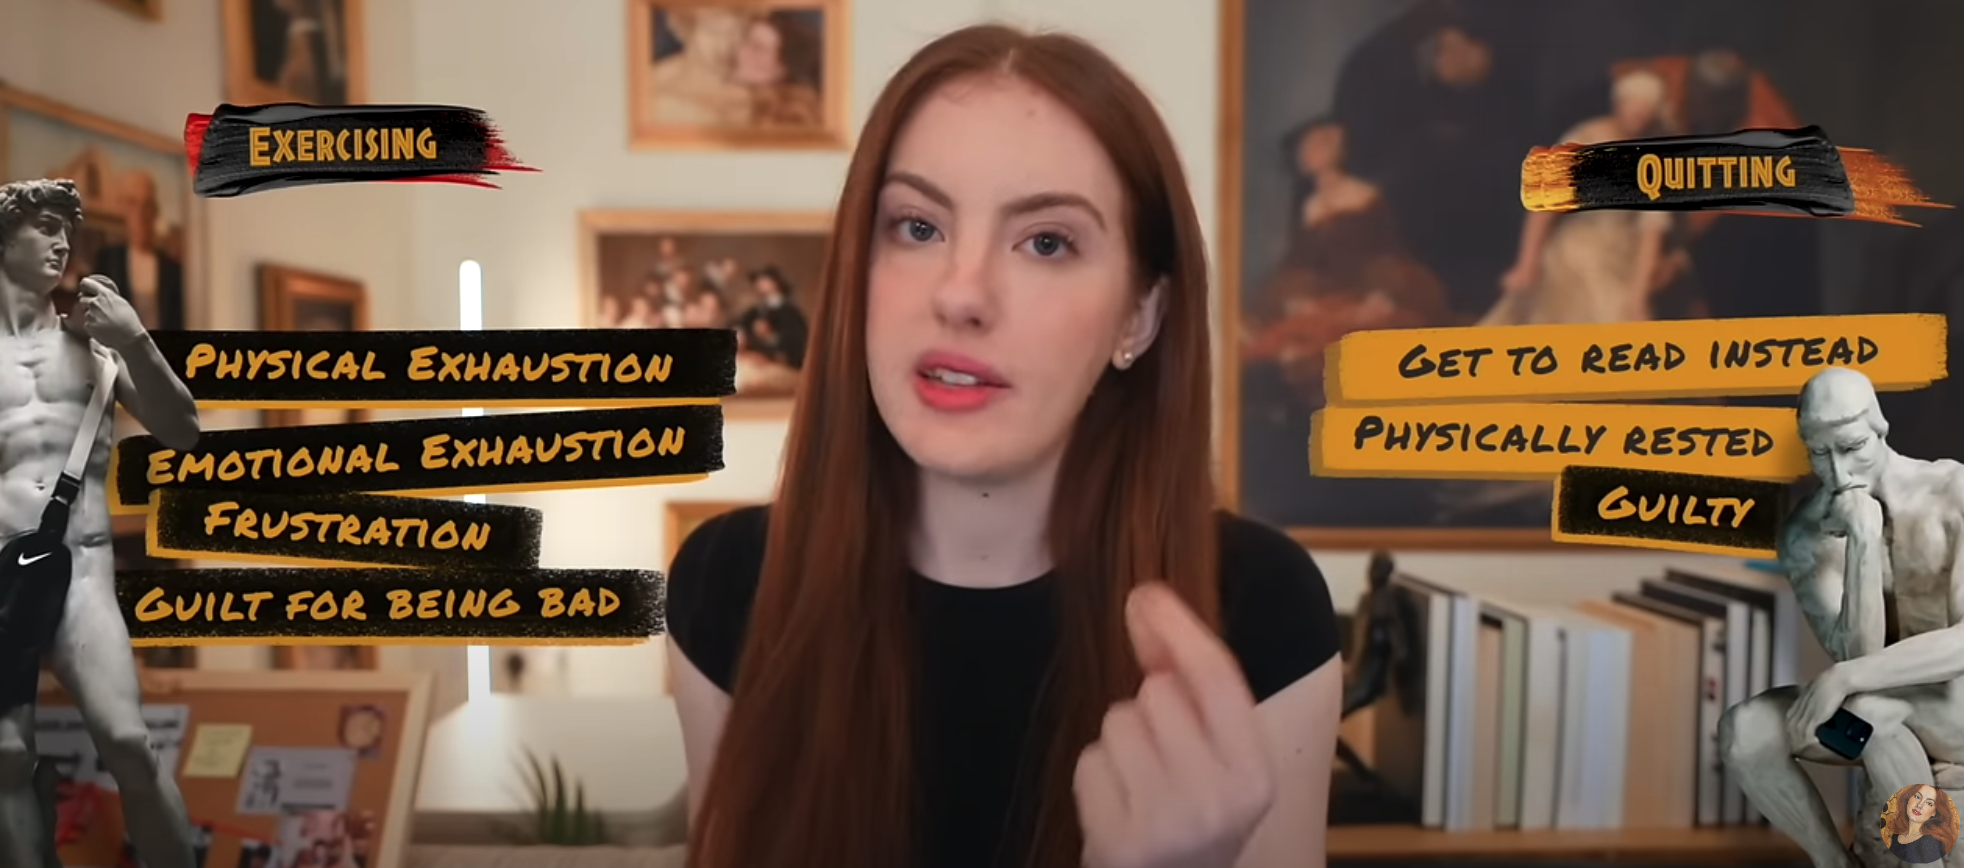 Exercising
Physical Exhaustion
Emotional Exhaustion
Frustration
Guilt for being bad
Quitting
Get to read instead
Physically rested
Guilty